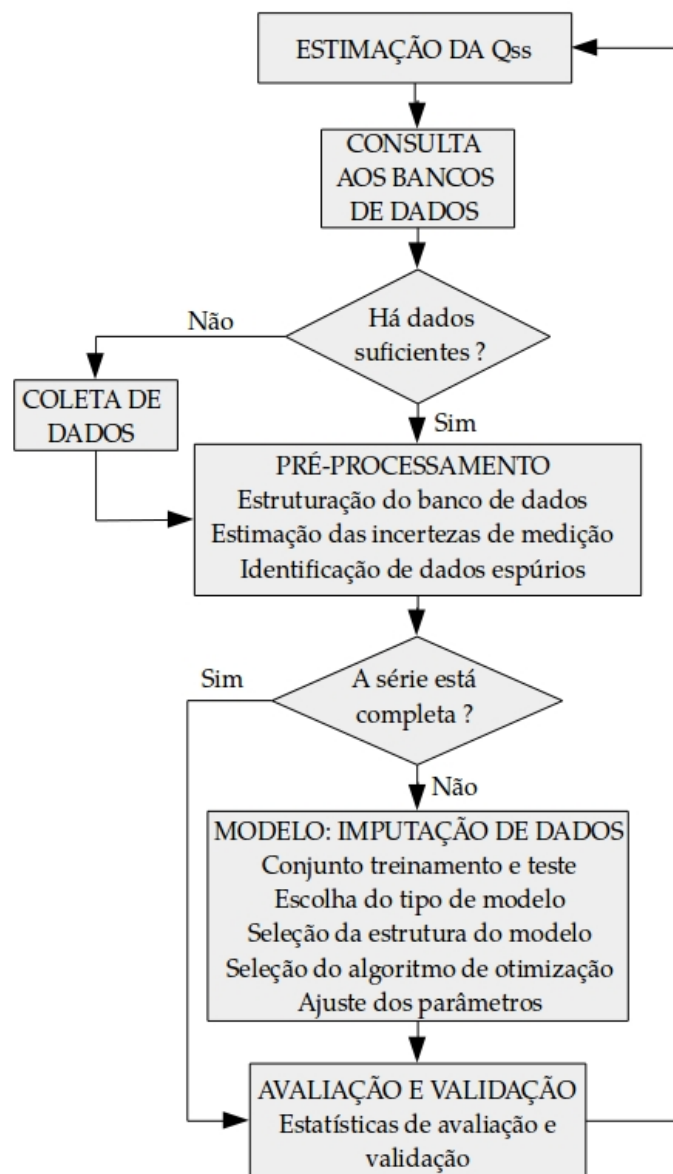 ESTIMAÇÃO DA Qss
CONSULTA
AOS BANCOS
DE DADOS
Há dados
suficientes ?
Não
COLETA DE
DADOS
Sim
PRÉ-PROCESSAMENTO
Estruturação do banco de dados
Estimação das incertezas de medição
Identificação de dados espúrios
A série está
completa ?
Sim
Não
MODELO: IMPUTAÇÃO DE DADOS
Conjunto treinamento e teste
Escolha do tipo de modelo
Seleção da estrutura do modelo
Seleção do algoritmo de otimização
Ajuste dos parâmetros
AVALIAÇÃO E VALIDAÇÃO
Estatísticas de avaliação e
validação